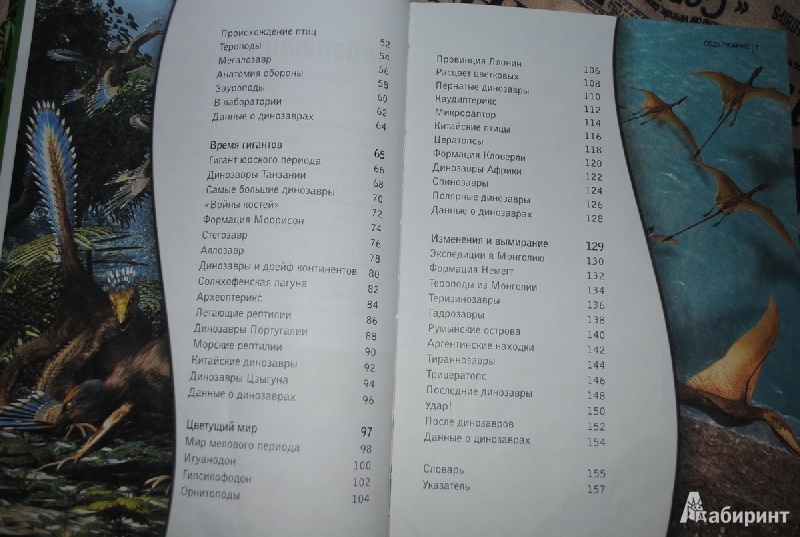 Происхождение птиц 52
Тероподы 54
Мегалозавр 56
Анатомия обороны 58
Зауроподы 60
В лаборатории 62
Данные о динозаврах 64
Время гигантов 65
Гигант юрского периода 66
Динозавры Танзании 68
Самые большие динозавры 70
«Войны костей» 72
Формация Моррисон 74
Стегозавр 76
Аллозавр 78
Динозавры и дрейф континентов 80
Солнхофенская лагуна 82
Археоптерикс 84
Летающие рептилии 86
Динозавры Португалии 88
Морские рептилии 90
Китайские динозавры 92
Динозавры Цзыгуна 94
Данные о динозаврах 96
Цветущий мир 97
Мир мелового периода 98
Игуанодон 100
Гипсилофодон 102
Орнитоподы 104
СОДЕРЖАНИЕ
Провинция Ляонин 106
Расцвет цветковых 108
Пернатые динозавры 110
Каудиптерикс 112
Микрораптор 114
Китайские птицы 116
Цератопсы 118
Формация Кловерли 120
Динозавры Африки 122
Спинозавры 124
Полярные динозавры 126
Данные о динозаврах 128
Изменения и вымирание 129
Экспедиции в Монголию 130
Формация Немегт 132
Тероподы из Монголии 134
Теризинозавры 136
Гадрозавры 138
Румынские острова 140
Аргентинские находки 142
Тираннозавры 144
Трицератопс 146
Последние динозавры 148
Удар! 150
После динозавров 152
Данные о динозаврах 154
Словарь 155
Указатель 157
Лабиринт